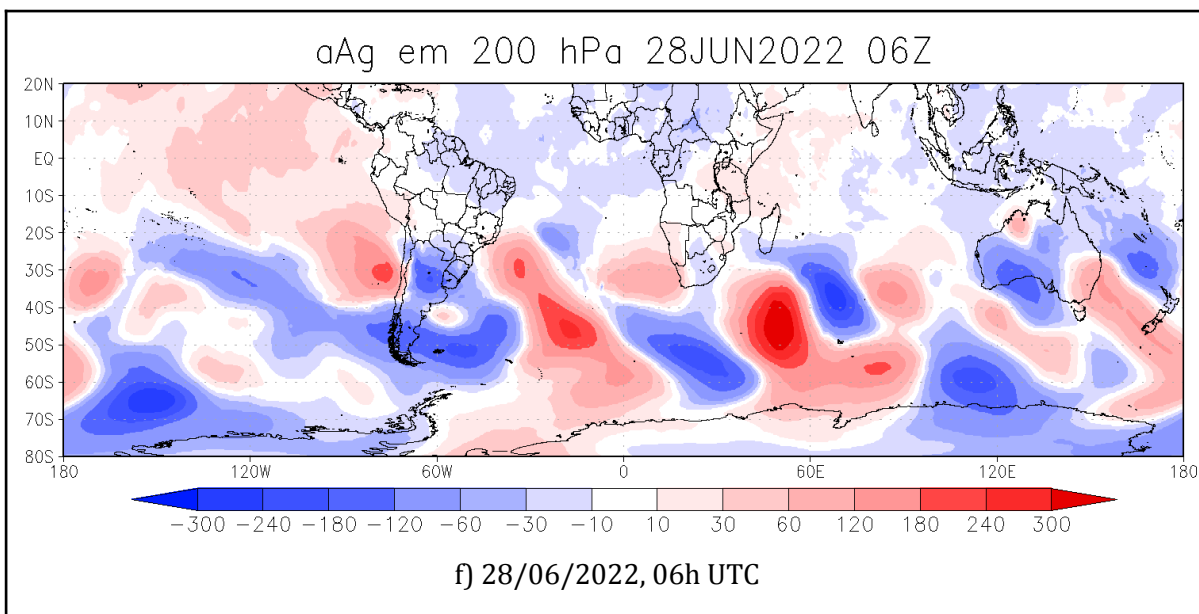 aAg em 200 hPa 28JUN2022 06Z
20N
10N
EQ
10S
20S
30S
40S
50S
60S
70S
80S
180 120W 60W 0 60E 120E 180
−300 −240 −180 −120 −60 −30 −10 10 30 60 120 180 240 300
f) 28/06/2022, 06h UTC